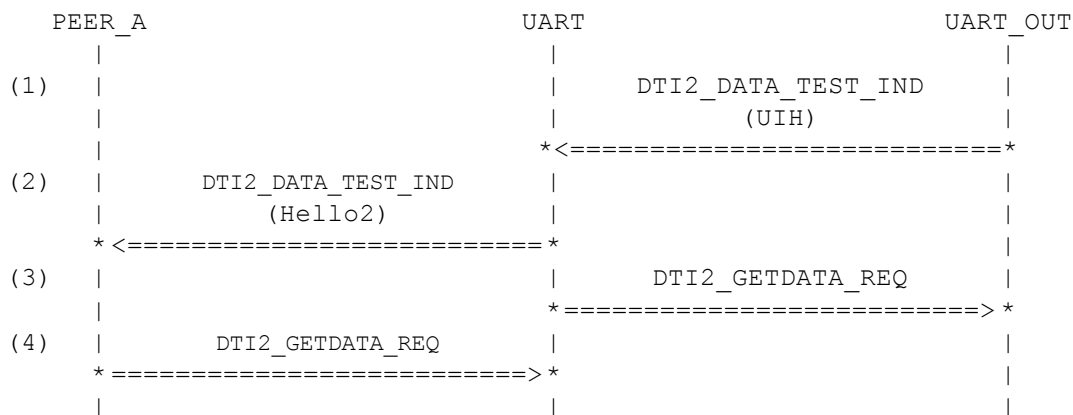 PEER_A UART UART_OUT
(1) DTI2_DATA_TEST_IND
(UIH)
(2) DTI2_DATA_TEST_IND
(Hello2)
(3) DTI2_GETDATA_REQ
(4) DTI2_GETDATA_REQ